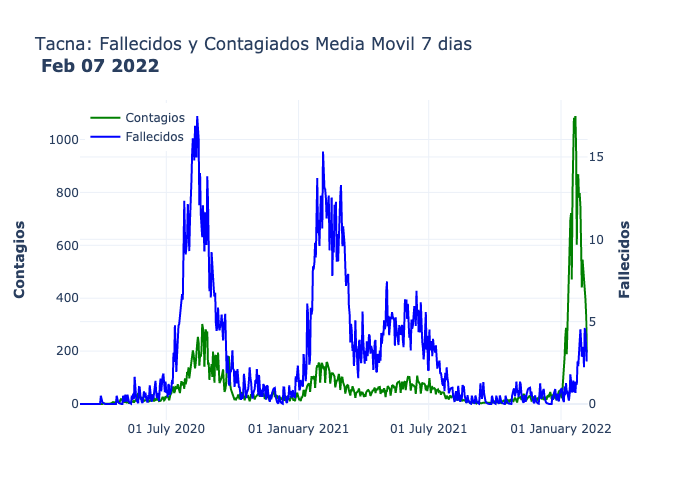 Tacna: Fallecidos y Contagiados Media Movil 7 dias
Feb 07 2022
Contagios
Fallecidos
1000
800
600
400
200
0
15
10
5
0
Contagios
Fallecidos
01 July 2020
01 January 2021
01 July 2021
01 January 2022